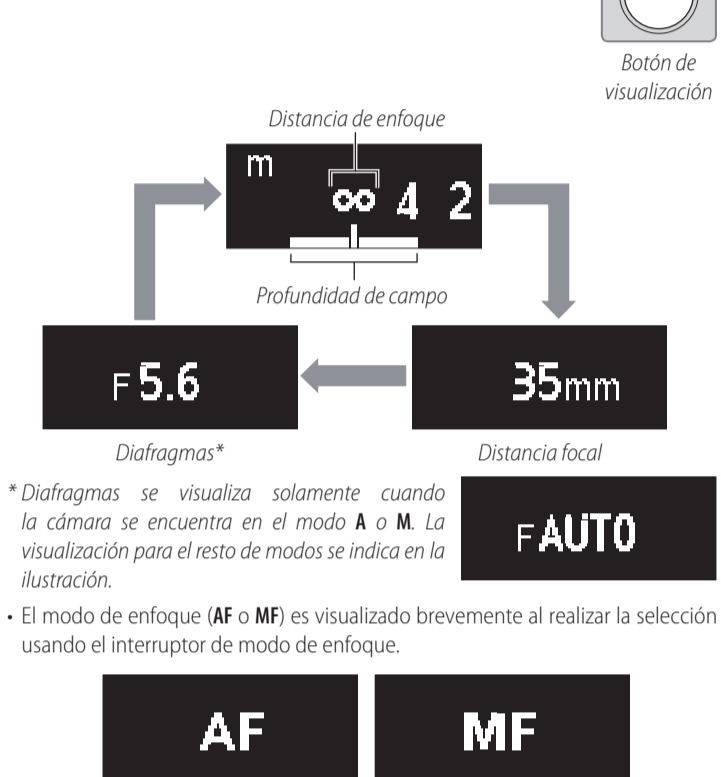 Botón de
visualización
Distancia de enfoque
m
∞ 4 2
Profundidad de campo
F 5.6
35mm
Diafragmas*
Distancia focal
* Diafragmas se visualiza solamente cuando
la cámara se encuentra en el modo A o M. La
visualización para el resto de modos se indica en la
ilustración.
F AUTO
• El modo de enfoque (AF o MF) es visualizado brevemente al realizar la selección
usando el interruptor de modo de enfoque.
AF
MF